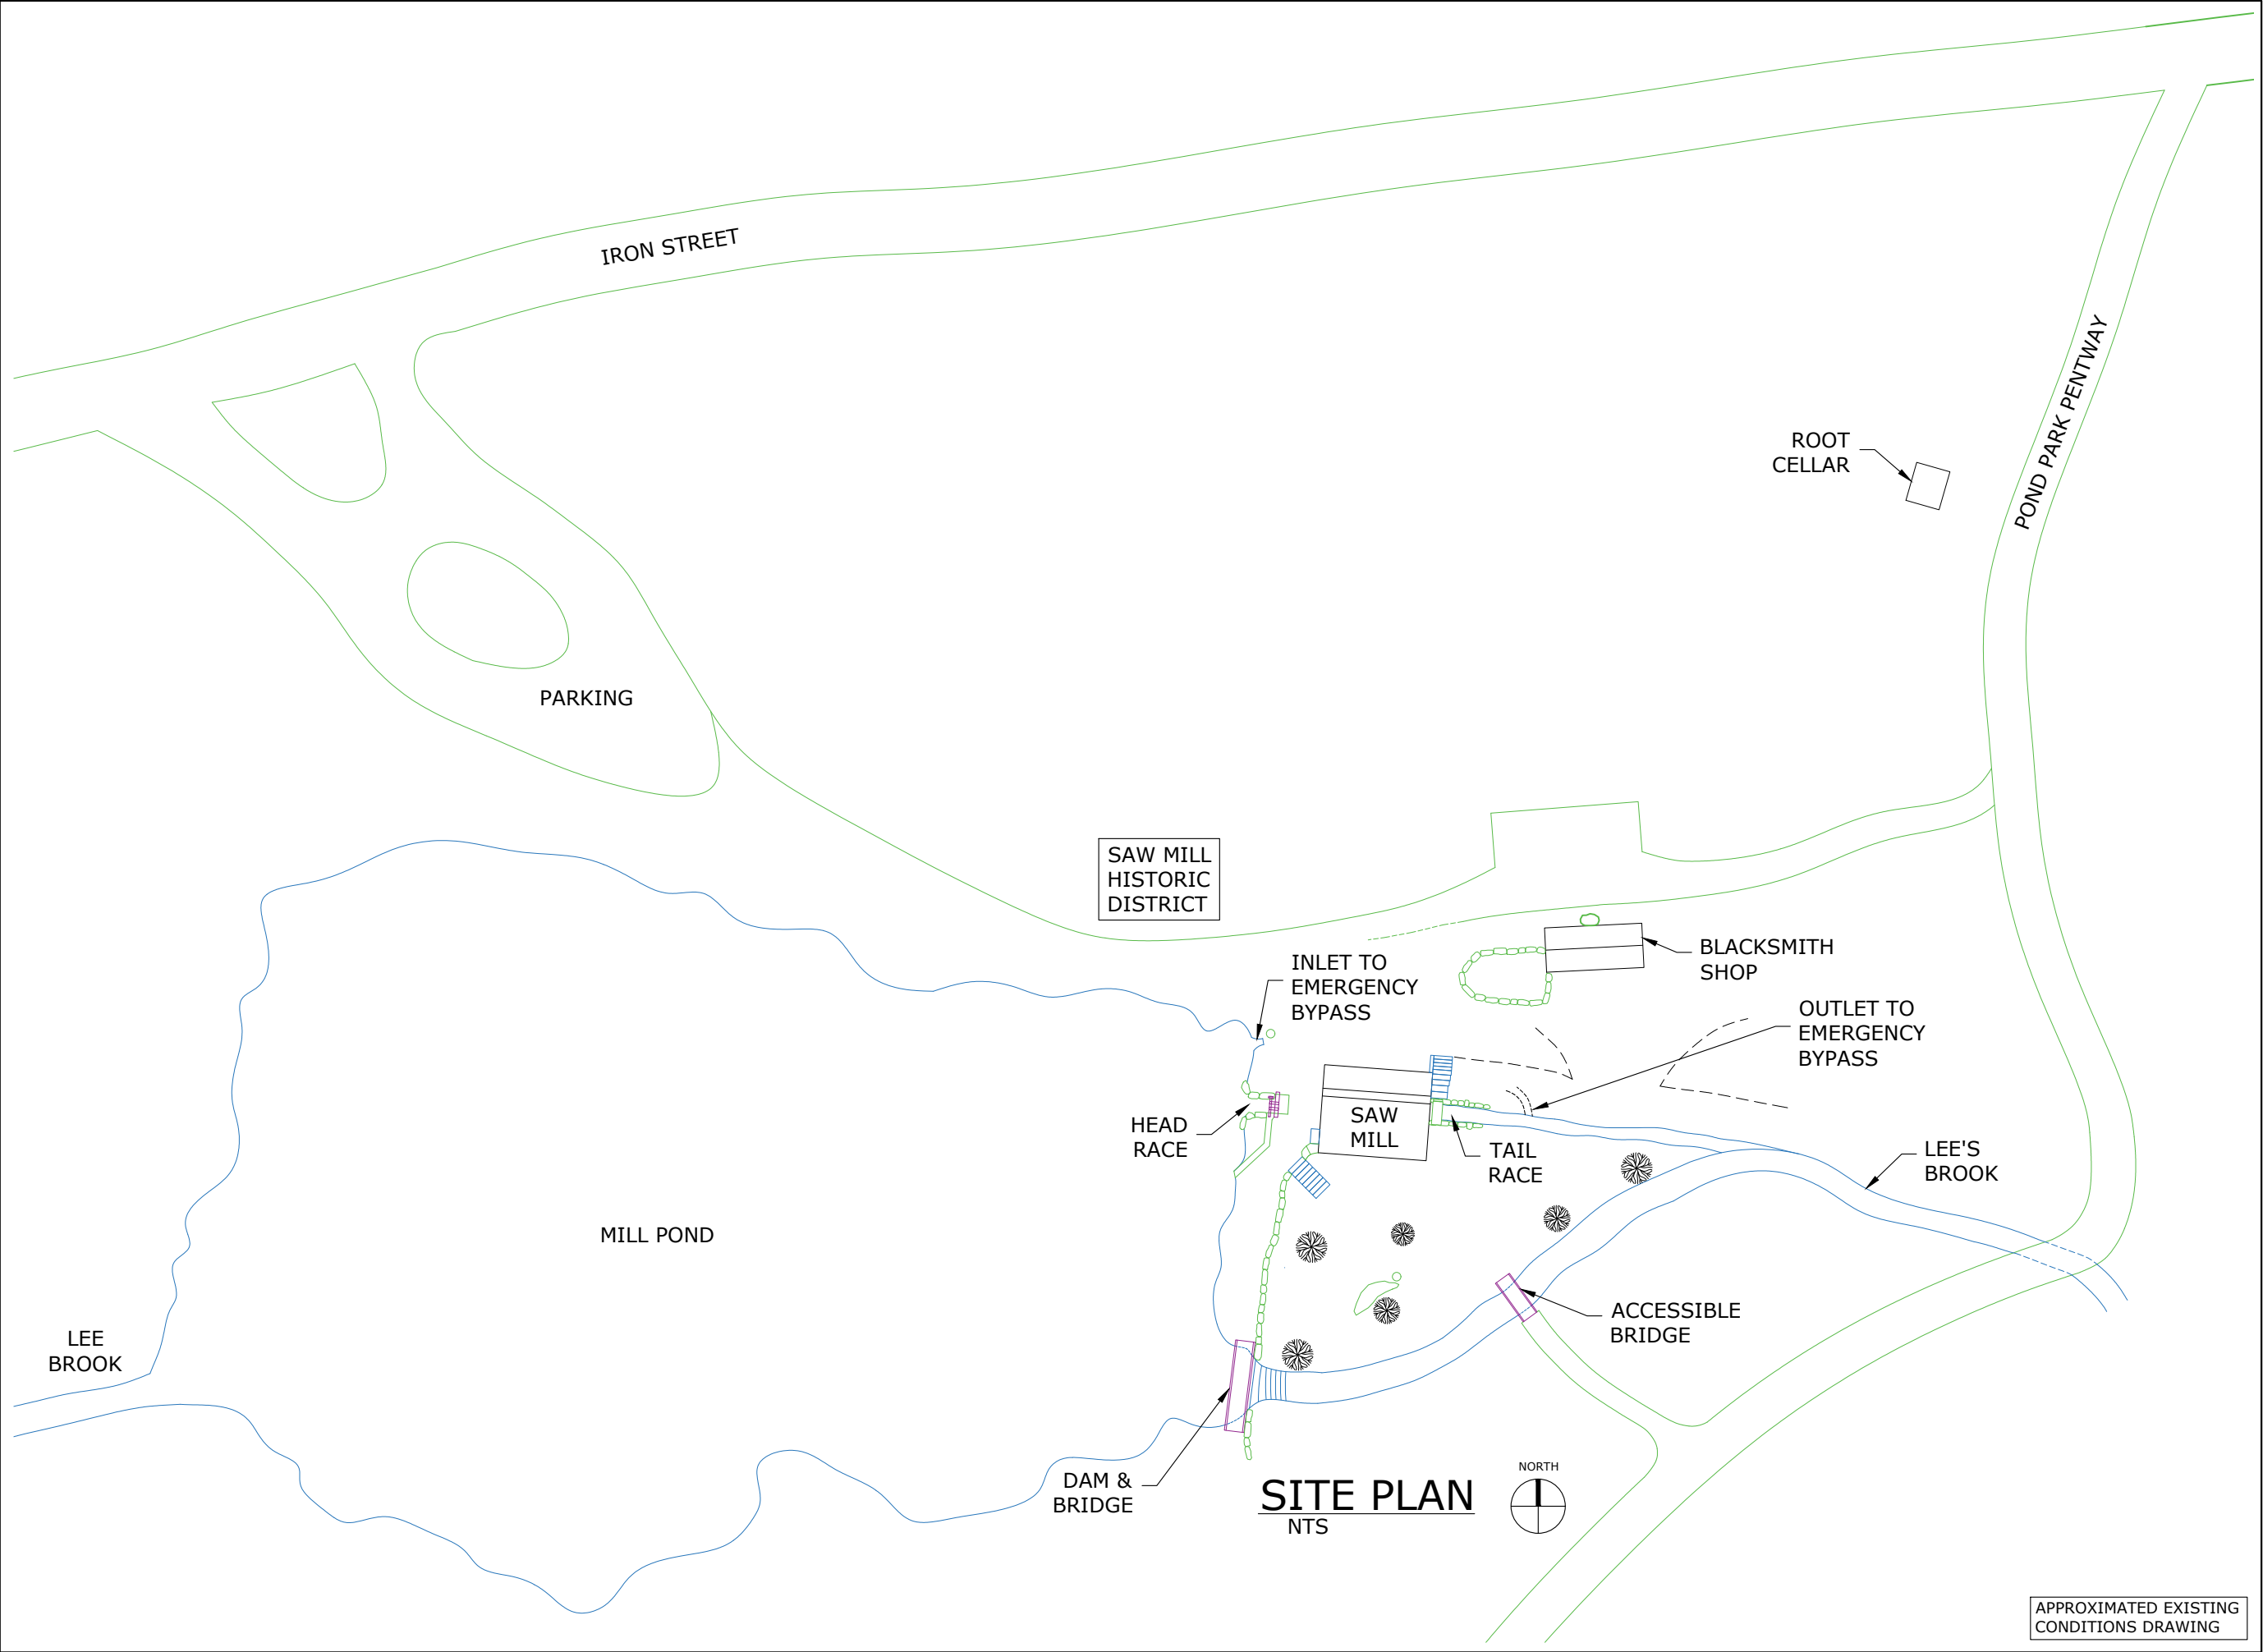 IRON STREET
POND PARK PENTWAY
ROOT
CELLAR
PARKING
SAW MILL
HISTORIC
DISTRICT
BLACKSMITH
SHOP
INLET TO
EMERGENCY
BYPASS
OUTLET TO
EMERGENCY
BYPASS
HEAD
RACE
SAW
MILL
TAIL
RACE
LEE'S
BROOK
MILL POND
ACCESSIBLE
BRIDGE
LEE
BROOK
DAM &
BRIDGE
SITE PLAN
NTS
NORTH
APPROXIMATED EXISTING
CONDITIONS DRAWING